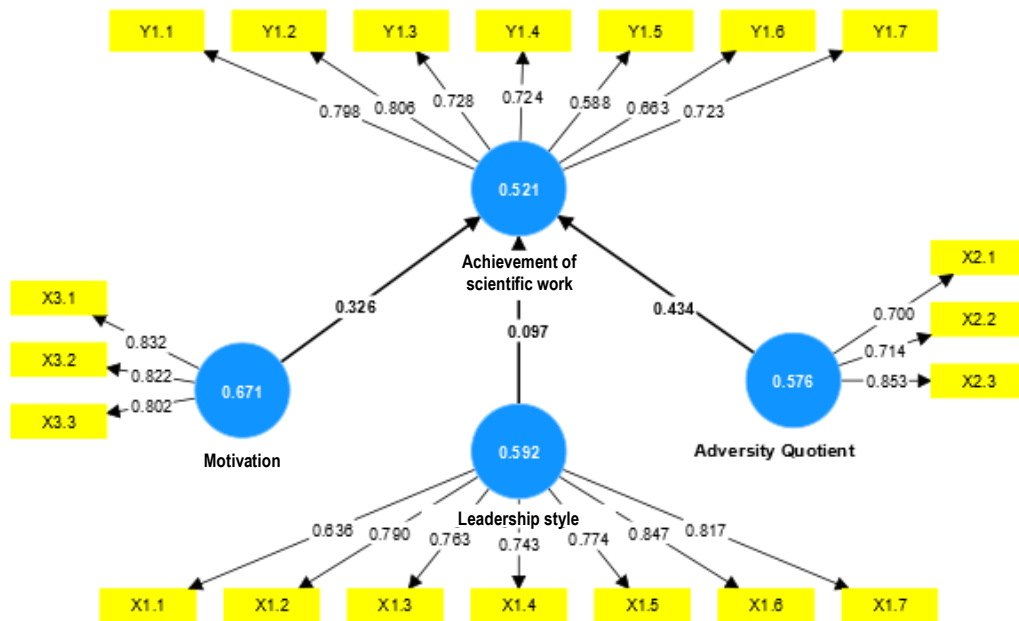 Y1.1 Y1.2 Y1.3 Y1.4 Y1.5 Y1.6 Y1.7
0.798 0.806 0.728 0.724 0.588 0.663 0.723
0.521
Achievement of
scientific work
0.326 0.097 0.434
X3.1
X3.2
X3.3
0.832
0.822
0.802
0.671
Motivation
X2.1
X2.2
X2.3
0.700
0.714
0.853
0.576
Adversity Quotient
0.592
Leadership style
0.636 0.790 0.763 0.743 0.774 0.847 0.817
X1.1 X1.2 X1.3 X1.4 X1.5 X1.6 X1.7